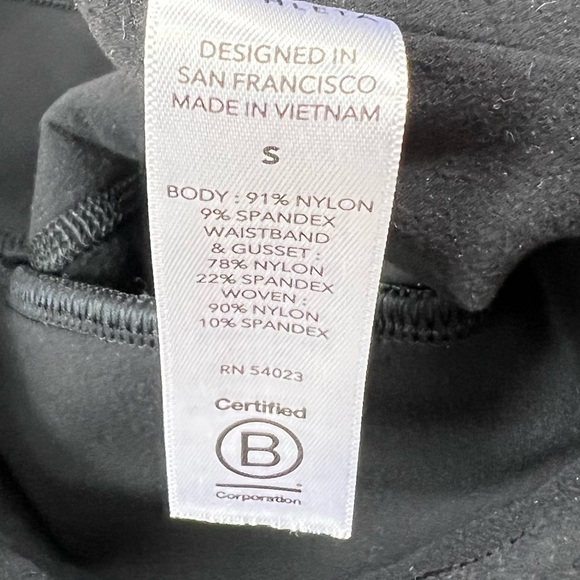 DESIGNED IN
SAN FRANCISCO
MADE IN VIETNAM
S
BODY : 91% NYLON
9% SPANDEX
WAISTBAND
& GUSSET :
78% NYLON
22% SPANDEX
WOVEN :
90% NYLON
10% SPANDEX
RN 54023
Certified
B
Corporation